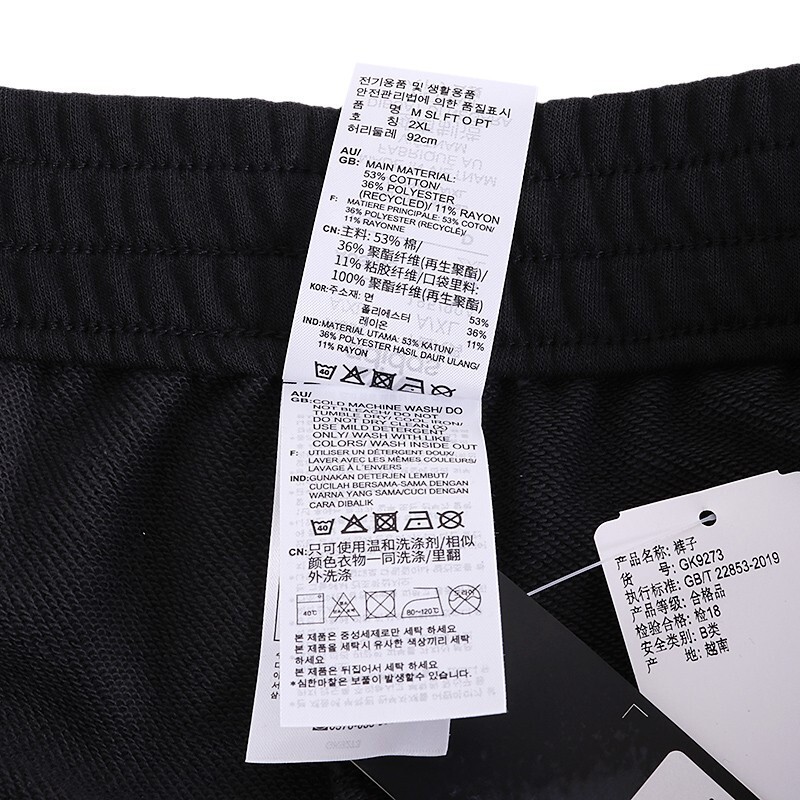 전기용품 및 생활용품
안전관리법에 의한 품질표시
품 명 M SL FT O PT
호 칭 2XL
허리둘레 92cm
AU/
GB: MAIN MATERIAL:
53% COTTON/
36% POLYESTER
(RECYCLED)/ 11% RAYON
F: MATIERE PRINCIPALE: 53% COTON/
36% POLYESTER (RECYCLÉ)/
11% RAYONNE
CN: 主料: 53% 棉/
36% 聚酯纤维(再生聚酯)/
11% 粘胶纤维/口袋里料:
100% 聚酯纤维(再生聚酯)
KOR: 주소재: 면 53%
폴리에스터 36%
레이온 11%
IND: MATERIAL UTAMA: 53% KATUN/
36% POLYESTER HASIL DAUR ULANG/
11% RAYON
40
AU/
GB: COLD MACHINE WASH/ DO
NOT BLEACH/ DO NOT
TUMBLE DRY/ COOL IRON/
DO NOT DRY CLEAN (X)
USE MILD DETERGENT
ONLY/ WASH WITH LIKE
COLORS/ WASH INSIDE OUT
F: UTILISER UN DÉTERGENT DOUX/
LAVER AVEC LES MÊMES COULEURS/
LAVAGE À L'ENVERS
IND: GUNAKAN DETERJEN LEMBUT/
CUCILAH BERSAMA-SAMA DENGAN
WARNA YANG SAMA/CUCI DENGAN
CARA DIBALIK
40
CN: 只可使用温和洗涤剂/相似
颜色衣物一同洗涤/里翻
外洗涤
40℃ 80~120℃ 드라이
본 제품은 중성세제로만 세탁 하세요
본 제품을 세탁시 유사한 색상끼리 세탁
하세요
본 제품은 뒤집어서 세탁 하세요
*심한마찰은 보풀이 발생할수 있습니다.
GK9273
产品名称: 裤子
货 号: GK9273
执行标准: GB/T 22853-2019
产品等级: 合格品
检验合格: 检18
安全类别: B类
产 地: 越南